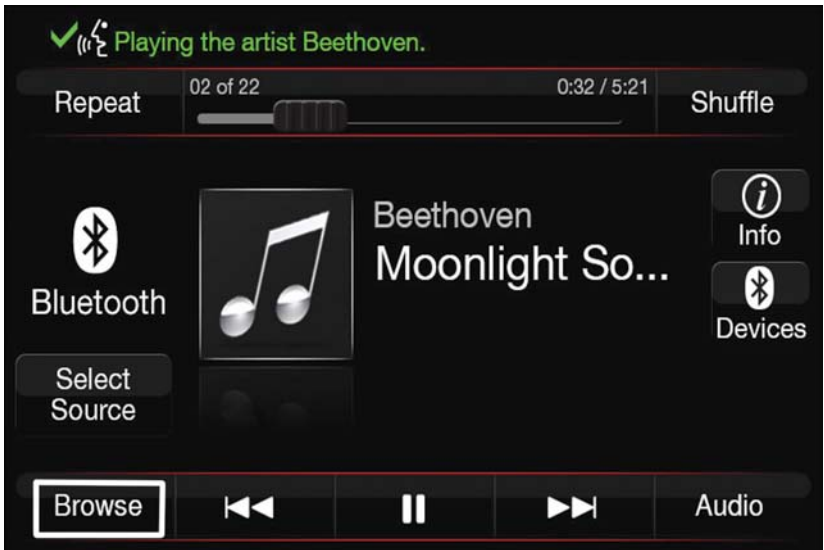 Playing the artist Beethoven.
Repeat
02 of 22
0:32 / 5:21
Shuffle
Bluetooth
Beethoven
Moonlight So...
Info
Devices
Select
Source
Browse
Audio